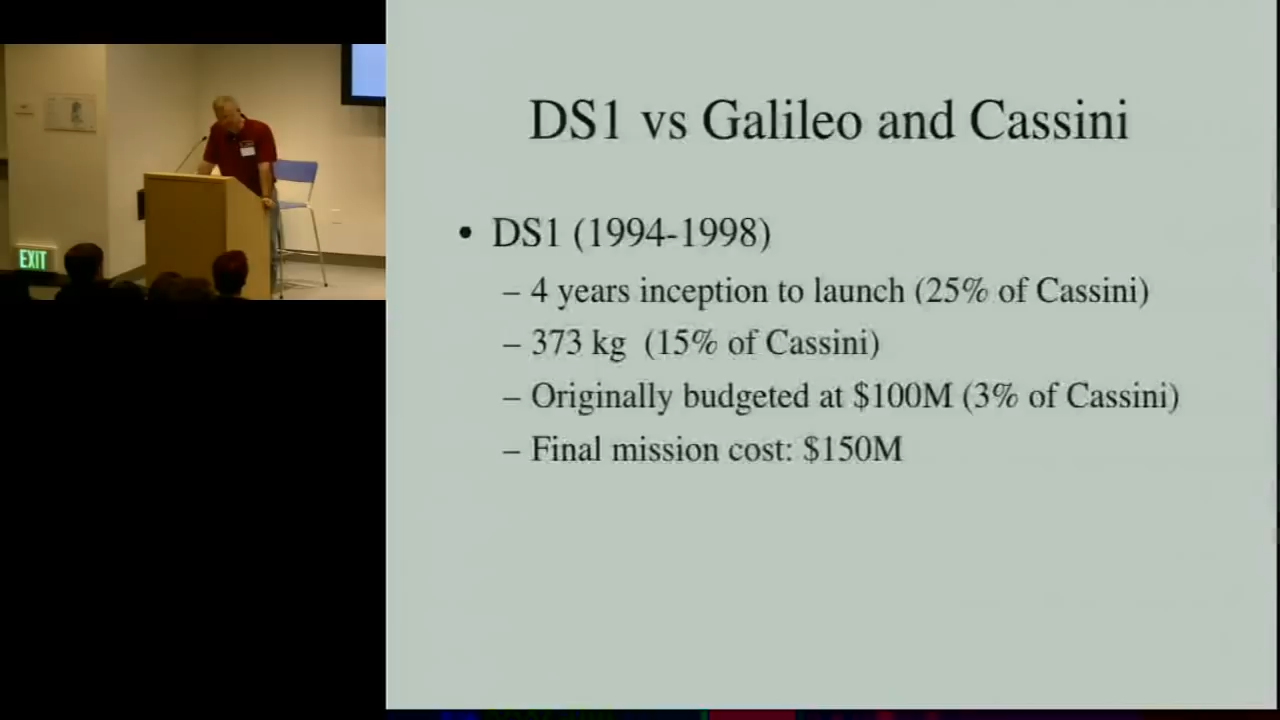 DS1 vs Galileo and Cassini
• DS1 (1994-1998)
– 4 years inception to launch (25% of Cassini)
– 373 kg (15% of Cassini)
– Originally budgeted at $100M (3% of Cassini)
– Final mission cost: $150M
EXIT